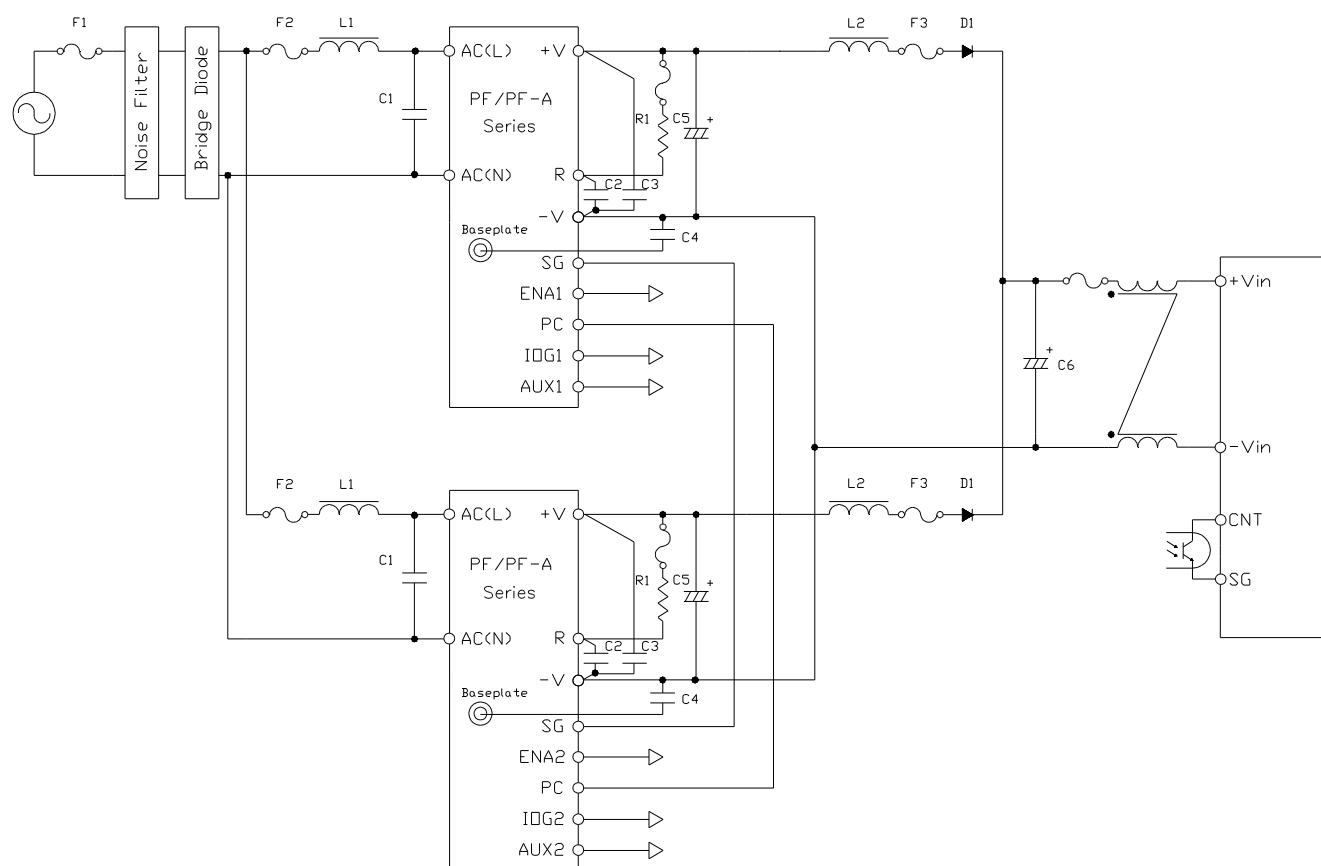 F1
F2
L1
L2
F3
D1
Noise Filter
Bridge Diode
AC(L)
+V
C1
PF/PF-A
Series
R1
C5
+
AC(N)
R
C2
C3
-V
Baseplate
C4
SG
ENA1
PC
IOG1
AUX1
+Vin
+
C6
-Vin
F2
L1
L2
F3
D1
AC(L)
+V
CNT
C1
PF/PF-A
Series
R1
C5
+
SG
AC(N)
R
C2
C3
-V
Baseplate
C4
SG
ENA2
PC
IOG2
AUX2